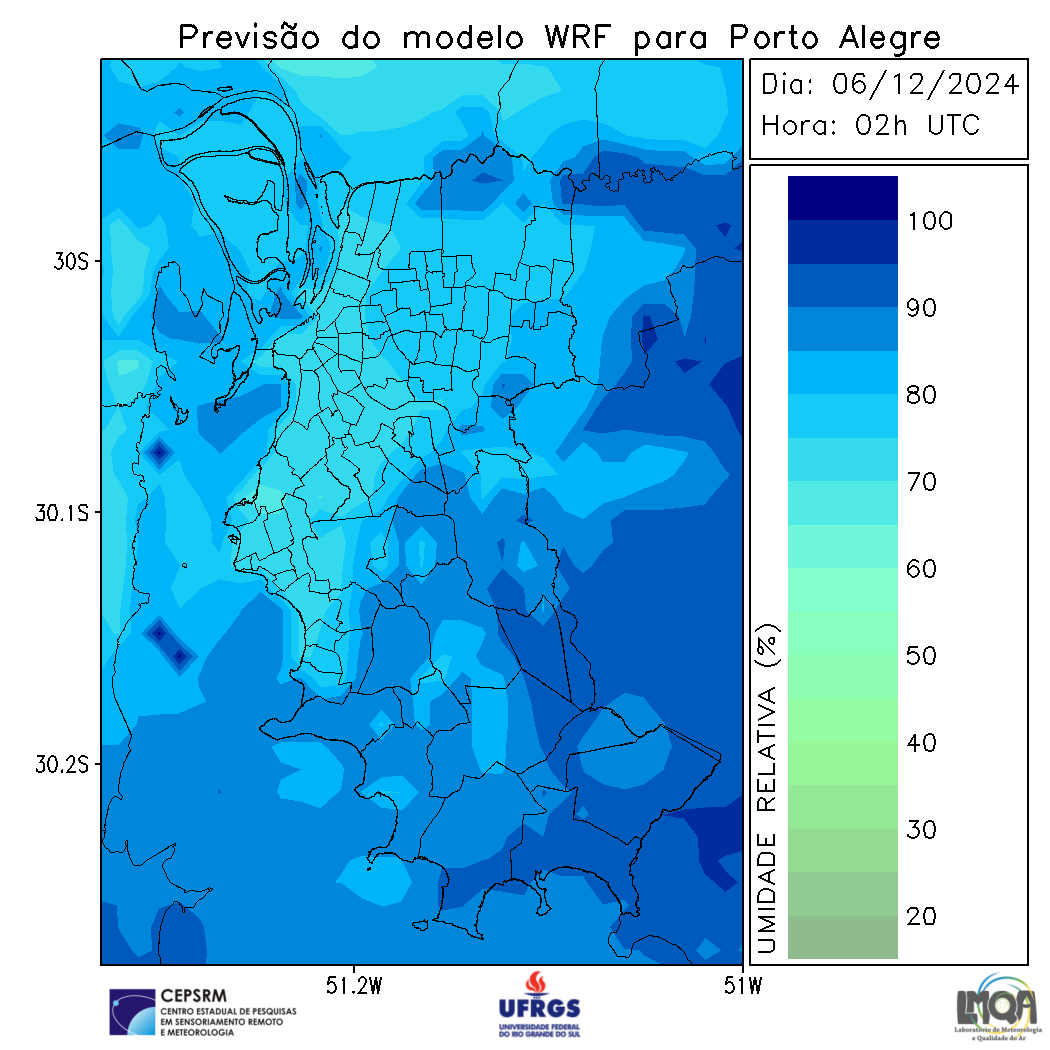 Previsão do modelo WRF para Porto Alegre
Dia: 06/12/2024
Hora: 02h UTC
100
90
80
70
60
50
40
30
20
UMIDADE RELATIVA (%)
30S
30.1S
30.2S
51.2W
51W
CEPSRM
CENTRO ESTADUAL DE PESQUISAS
EM SENSORIAMENTO REMOTO
E METEOROLOGIA
UFRGS
UNIVERSIDADE FEDERAL
DO RIO GRANDE DO SUL
LMQA
Laboratório de Meteorologia
e Qualidade do Ar